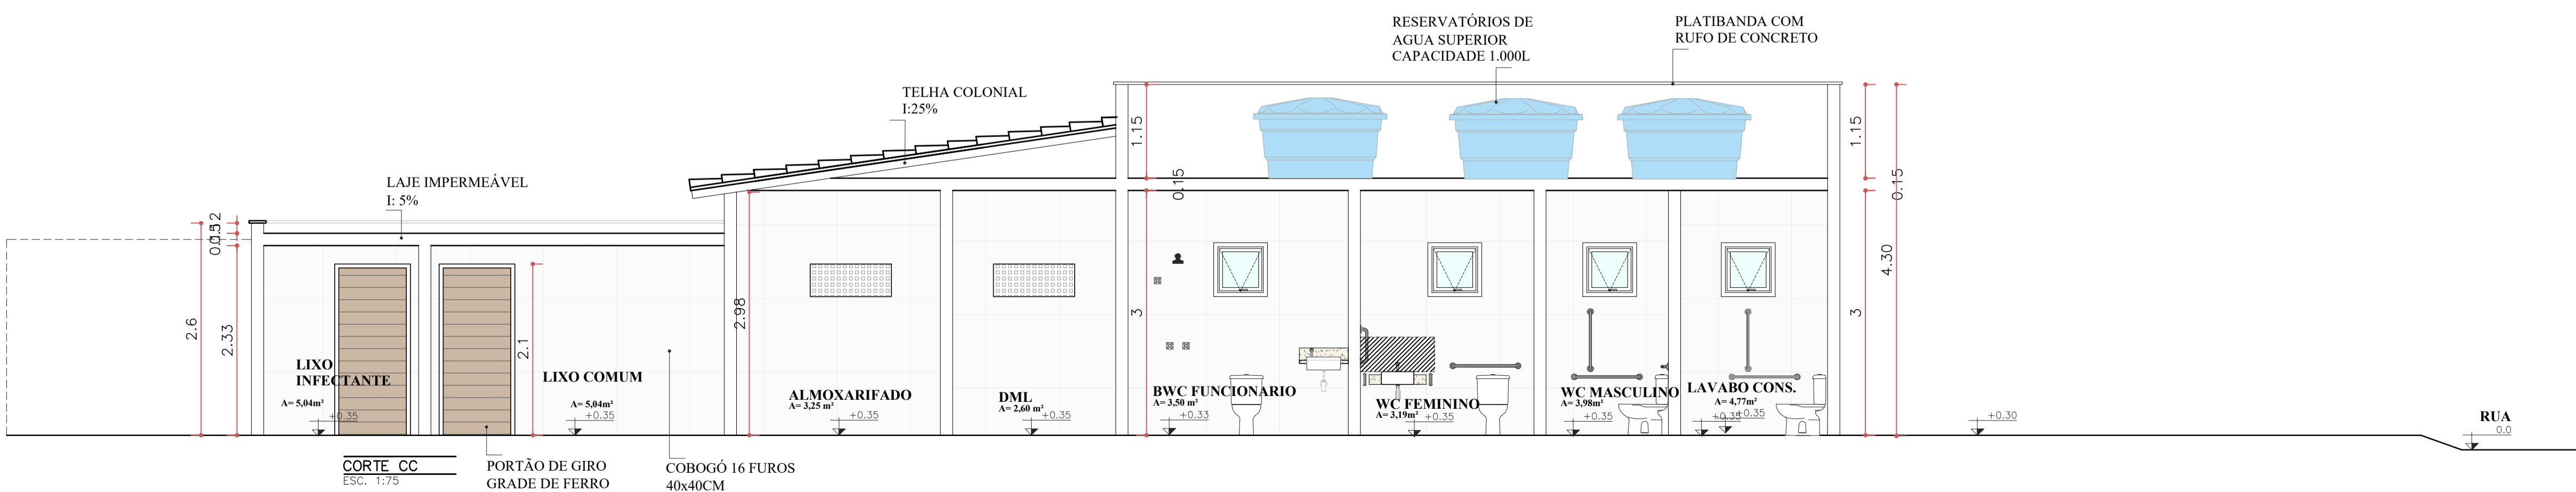 RESERVATÓRIOS DE
AGUA SUPERIOR
CAPACIDADE 1.000L
PLATIBANDA COM
RUFO DE CONCRETO
TELHA COLONIAL
I:25%
LAJE IMPERMEÁVEL
I: 5%
1.15
1.15
0.15
0.15
2.6
2.33
2.1
2.98
3
3
4.30
LIXO
INFECTANTE
A= 5,04m²
+0.35
LIXO COMUM
A= 5,04m²
+0.35
ALMOXARIFADO
A= 3,25 m²
+0.35
DML
A= 2,60 m²
+0.35
BWC FUNCIONARIO
A= 3,50 m²
+0.33
WC FEMININO
A= 3,19m²
+0.35
WC MASCULINO
A= 3,98m²
+0.35
LAVABO CONS.
A= 4,77m²
+0.35
+0.35
+0.30
RUA
0.0
CORTE CC
ESC. 1:75
PORTÃO DE GIRO
GRADE DE FERRO
COBOGÓ 16 FUROS
40x40CM